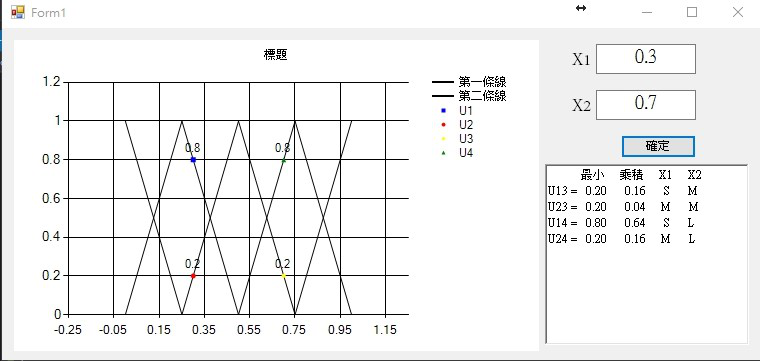 Form1
標題
1.2
1
0.8
0.6
0.4
0.2
0
-0.25 -0.05 0.15 0.35 0.55 0.75 0.95 1.15
0.8 0.8
0.2 0.2
第一條線
第二條線
U1
U2
U3
U4
X1 0.3
X2 0.7
確定
最小 乘積 X1 X2
U13 = 0.20 0.16 S M
U23 = 0.20 0.04 M M
U14 = 0.80 0.64 S L
U24 = 0.20 0.16 M L